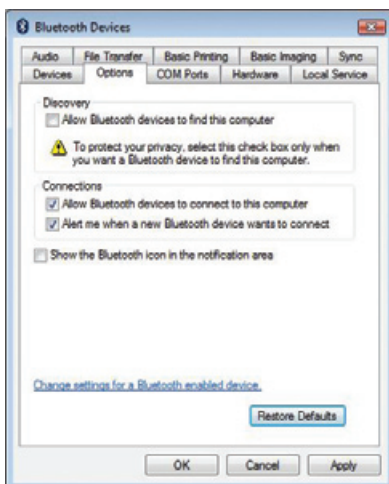 Bluetooth Devices
Audio File Transfer Basic Printing Basic Imaging Sync
Devices Options COM Ports Hardware Local Service
Discovery
Allow Bluetooth devices to find this computer
To protect your privacy, select this check box only when
you want a Bluetooth device to find this computer.
Connections
Allow Bluetooth devices to connect to this computer
Alert me when a new Bluetooth device wants to connect
Show the Bluetooth icon in the notification area
Change settings for a Bluetooth enabled device.
Restore Defaults
OK Cancel Apply